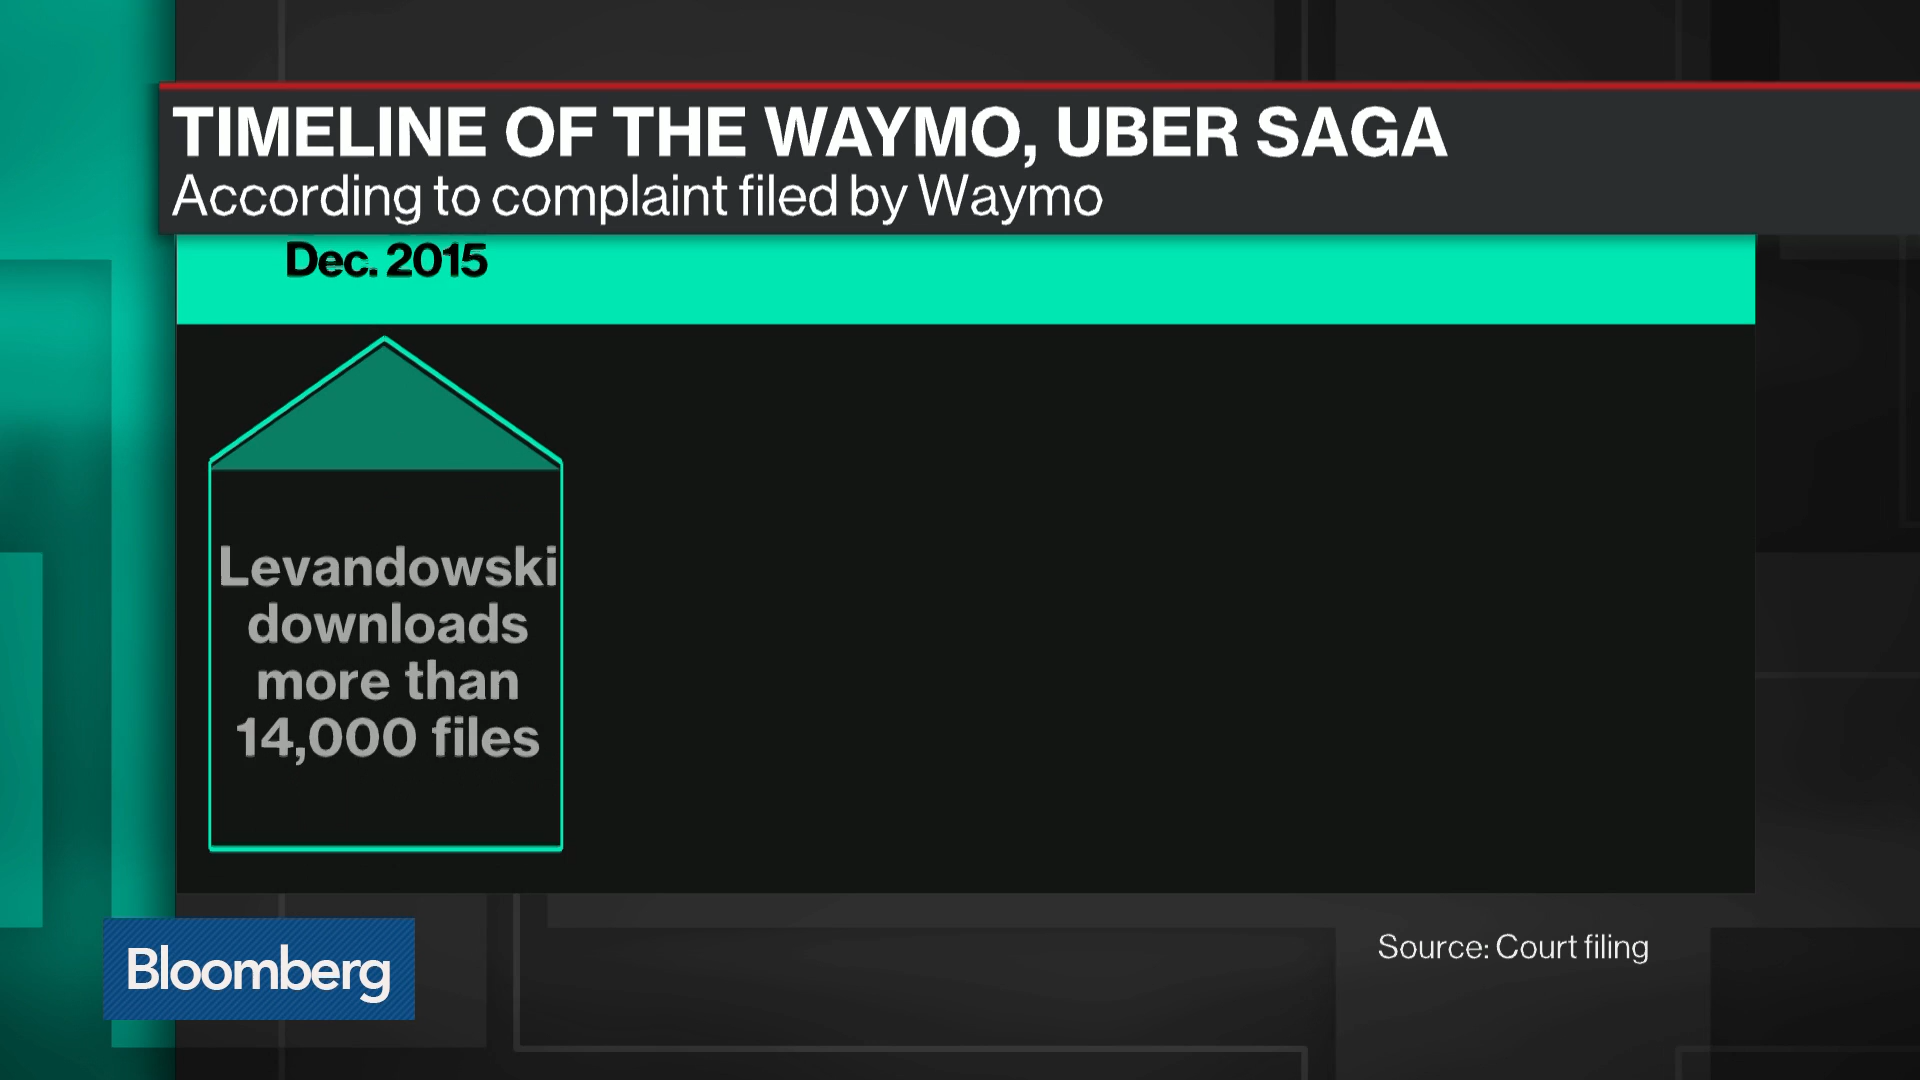 TIMELINE OF THE WAYMO, UBER SAGA
According to complaint filed by Waymo
Dec. 2015
Levandowski
downloads
more than
14,000 files
Source: Court filing
Bloomberg